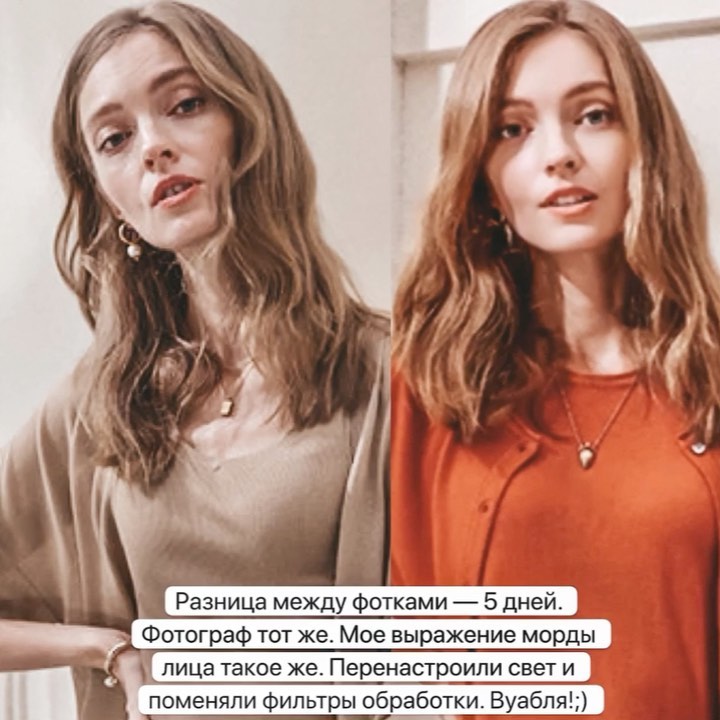 Разница между фотками — 5 дней.
Фотограф тот же. Мое выражение морды
лица такое же. Перенастроили свет и
поменяли фильтры обработки. Вуабля!;)